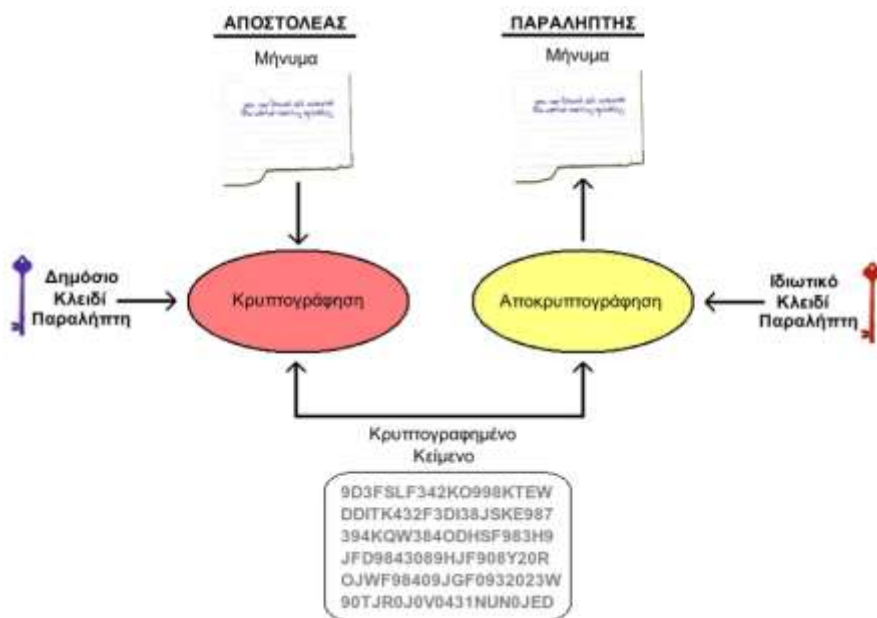 ΑΠΟΣΤΟΛΕΑΣ
Μήνυμα
ΠΑΡΑΛΗΠΤΗΣ
Μήνυμα
Δημόσιο
Κλειδί
Παραλήπτη
Κρυπτογράφηση
Αποκρυπτογράφηση
Ιδιωτικό
Κλειδί
Παραλήπτη
Κρυπτογραφημένο
Κείμενο
9D3FSLF342KO998KTEW
DDITK432F3DI38JSKE987
394KQW384ODHSF983H9
JFD9843089HJF908Y20R
OJWF98409JGF0932023W
90TJR0J0V0431NUN0JED